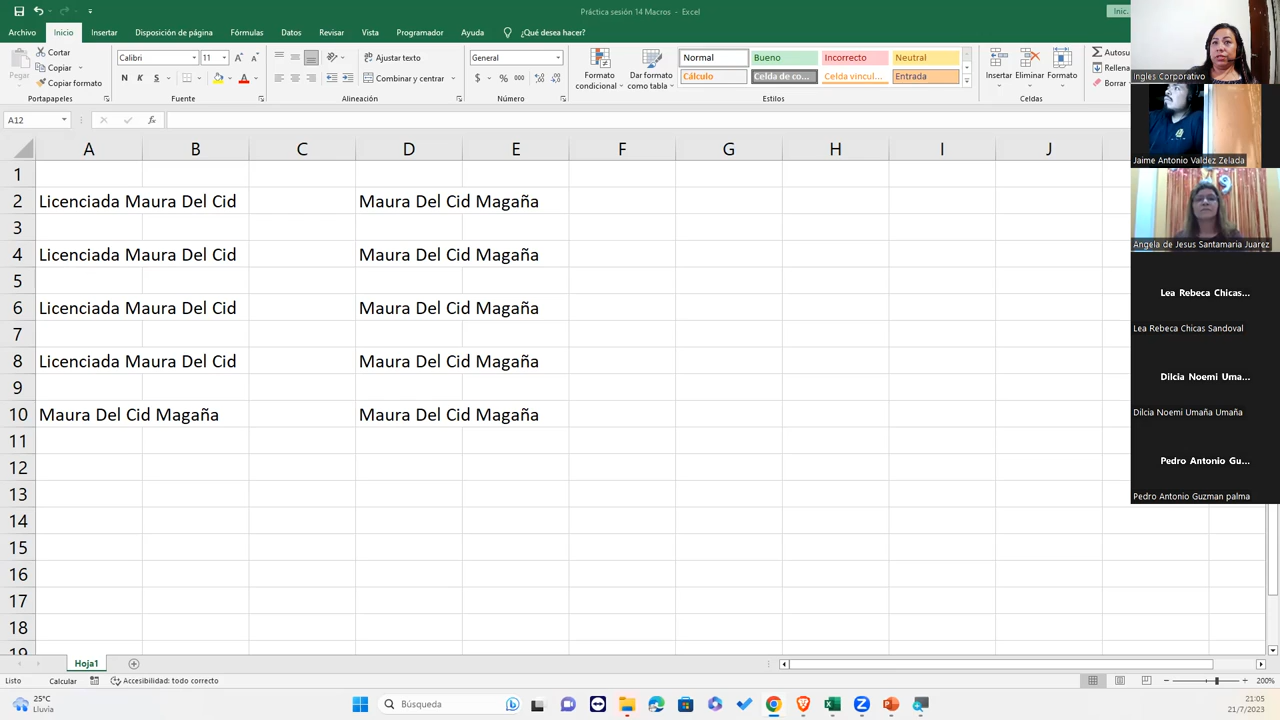 Práctica sesión 14 Macros - Excel
Inic.
Archivo Inicio Insertar Disposición de página Fórmulas Datos Revisar Vista Programador Ayuda ¿Qué desea hacer?
Pegar
Cortar
Copiar
Copiar formato
Portapapeles
Calibri 11
N K S
Fuente
Ajustar texto
Combinar y centrar
Alineación
General
$ % 000
Número
Formato condicional
Dar formato como tabla
Normal Bueno Incorrecto Neutral
Cálculo Celda de co... Celda vincul... Entrada
Estilos
Insertar Eliminar Formato
Celdas
Autosu
Rellena
Borrar
A12
fx
A B C D E F G H I J
1
2 Licenciada Maura Del Cid Maura Del Cid Magaña
3
4 Licenciada Maura Del Cid Maura Del Cid Magaña
5
6 Licenciada Maura Del Cid Maura Del Cid Magaña
7
8 Licenciada Maura Del Cid Maura Del Cid Magaña
9
10 Maura Del Cid Magaña Maura Del Cid Magaña
11
12
13
14
15
16
17
18
19
Hoja1
Listo Calcular Accesibilidad: todo correcto
200%
25°C
Lluvia
Búsqueda
21:05
21/7/2023
Ingles Corporativo
Jaime Antonio Valdez Zelada
Angela de Jesus Santamaria Juarez
Lea Rebeca Chicas...
Lea Rebeca Chicas Sandoval
Dilcia Noemi Uma...
Dilcia Noemi Umaña Umaña
Pedro Antonio Gu...
Pedro Antonio Guzman palma